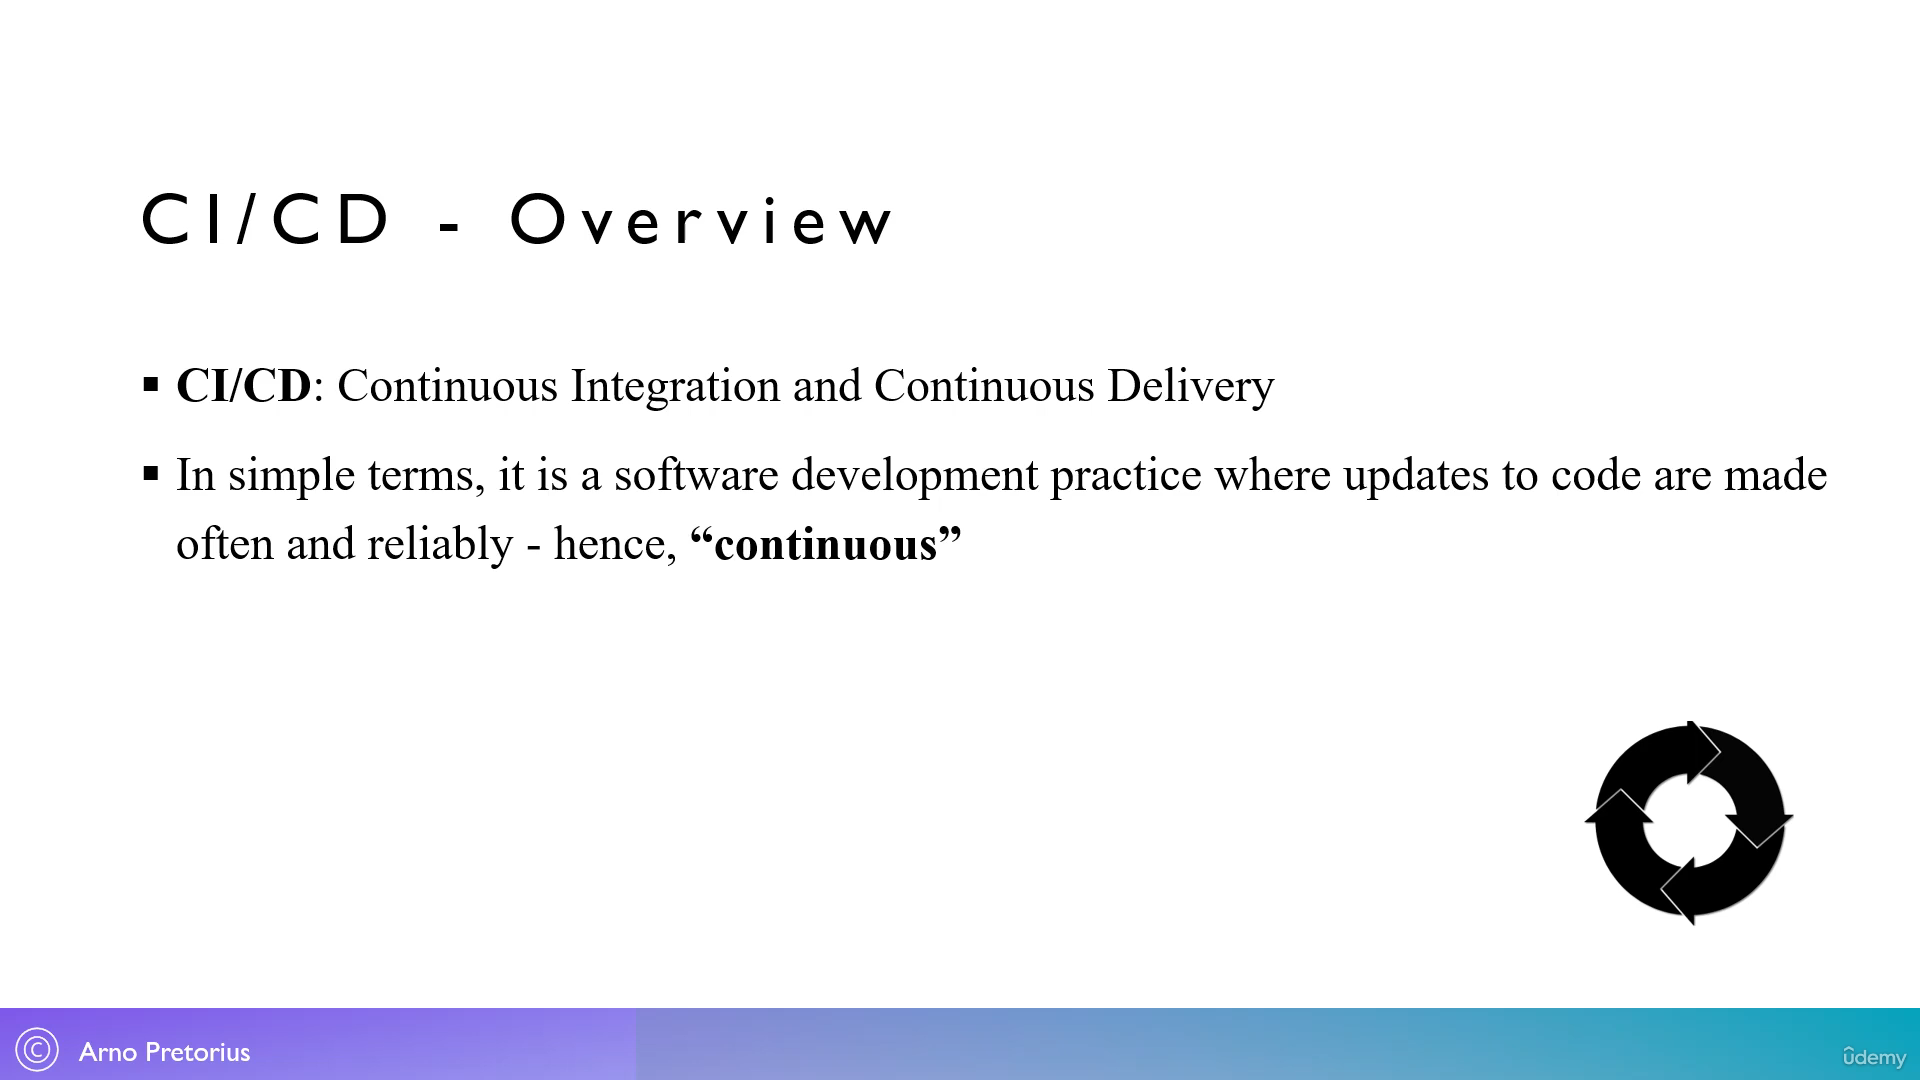 CI/CD - Overview
▪ CI/CD: Continuous Integration and Continuous Delivery
▪ In simple terms, it is a software development practice where updates to code are made
often and reliably - hence, “continuous”
© Arno Pretorius
ûdemy